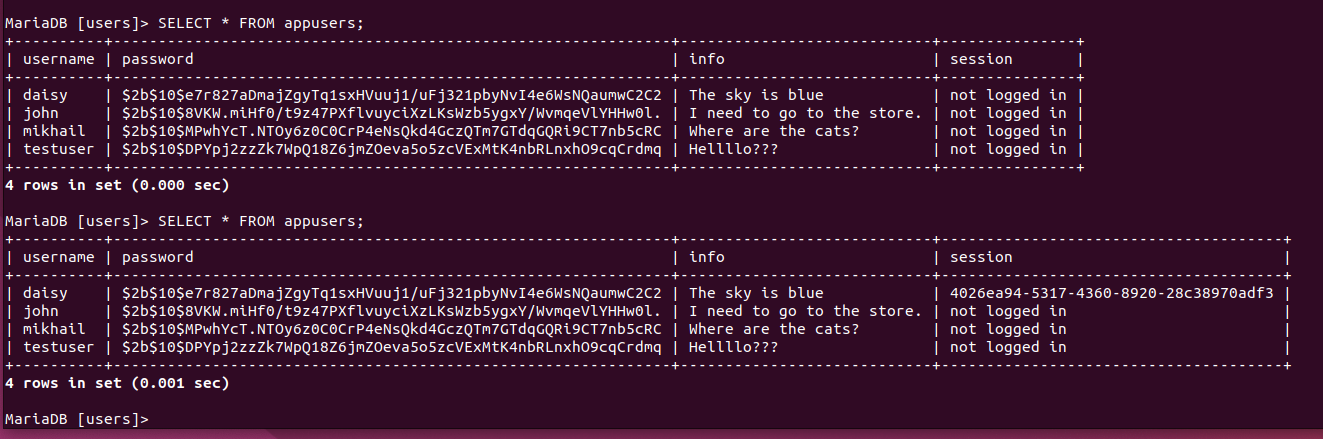 MariaDB [users]> SELECT * FROM appusers;
+----------+--------------------------------------------------------------+----------------------------+---------------+
| username | password | info | session |
+----------+--------------------------------------------------------------+----------------------------+---------------+
| daisy | $2b$10$e7r827aDmajZgyTq1sxHVuuj1/uFj321pbyNvI4e6WsNQaumwC2C2 | The sky is blue | not logged in |
| john | $2b$10$8VKW.miHf0/t9z47PXflvuyciXzLKsWzb5ygxY/WvmqeVlYHHw0l. | I need to go to the store. | not logged in |
| mikhail | $2b$10$MPwhYcT.NTOy6z0C0CrP4eNsQkd4GczQTm7GTdqGQRi9CT7nb5cRC | Where are the cats? | not logged in |
| testuser | $2b$10$DPYpj2zzZk7WpQ18Z6jmZOeva5o5zcVExMtK4nbRLnxhO9cqCrdmq | Hellllo??? | not logged in |
+----------+--------------------------------------------------------------+----------------------------+---------------+
4 rows in set (0.000 sec)
MariaDB [users]> SELECT * FROM appusers;
+----------+--------------------------------------------------------------+----------------------------+--------------------------------------+
| username | password | info | session |
+----------+--------------------------------------------------------------+----------------------------+--------------------------------------+
| daisy | $2b$10$e7r827aDmajZgyTq1sxHVuuj1/uFj321pbyNvI4e6WsNQaumwC2C2 | The sky is blue | 4026ea94-5317-4360-8920-28c38970adf3 |
| john | $2b$10$8VKW.miHf0/t9z47PXflvuyciXzLKsWzb5ygxY/WvmqeVlYHHw0l. | I need to go to the store. | not logged in |
| mikhail | $2b$10$MPwhYcT.NTOy6z0C0CrP4eNsQkd4GczQTm7GTdqGQRi9CT7nb5cRC | Where are the cats? | not logged in |
| testuser | $2b$10$DPYpj2zzZk7WpQ18Z6jmZOeva5o5zcVExMtK4nbRLnxhO9cqCrdmq | Hellllo??? | not logged in |
+----------+--------------------------------------------------------------+----------------------------+--------------------------------------+
4 rows in set (0.001 sec)
MariaDB [users]>